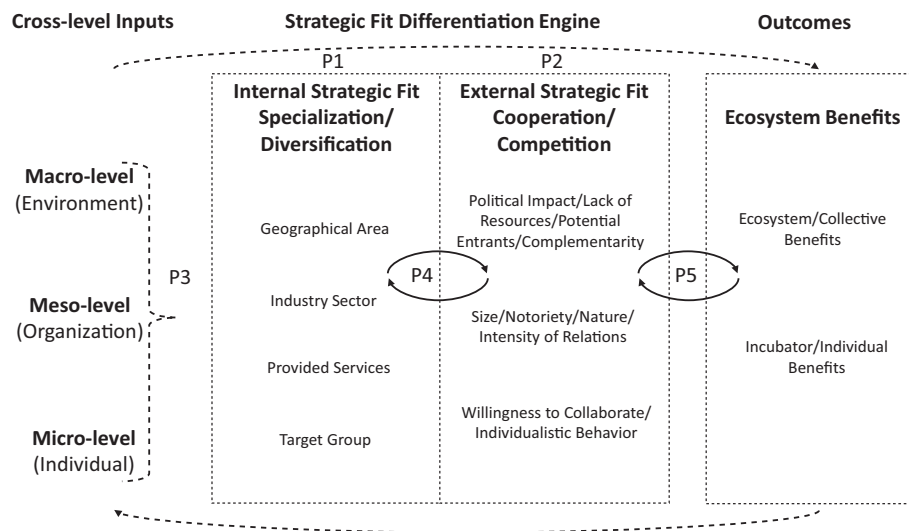 Cross-level Inputs
Strategic Fit Differentiation Engine
Outcomes
P1
P2
Internal Strategic Fit
Specialization/
Diversification
External Strategic Fit
Cooperation/
Competition
Ecosystem Benefits
Macro-level
(Environment)
Meso-level
(Organization)
Micro-level
(Individual)
P3
Geographical Area
Industry Sector
Provided Services
Target Group
P4
Political Impact/Lack of
Resources/Potential
Entrants/Complementarity
Size/Notoriety/Nature/
Intensity of Relations
Willingness to Collaborate/
Individualistic Behavior
P5
Ecosystem/Collective
Benefits
Incubator/Individual
Benefits